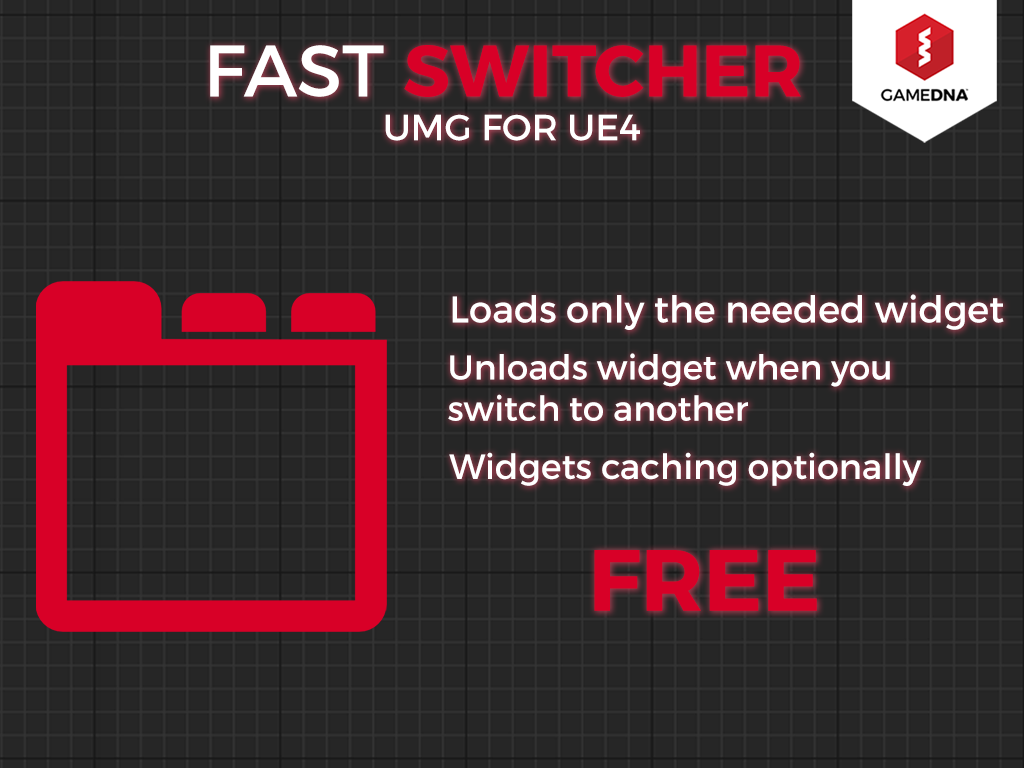 FAST SWITCHER
UMG FOR UE4
GAMEDNA
Loads only the needed widget
Unloads widget when you
switch to another
Widgets caching optionally
FREE